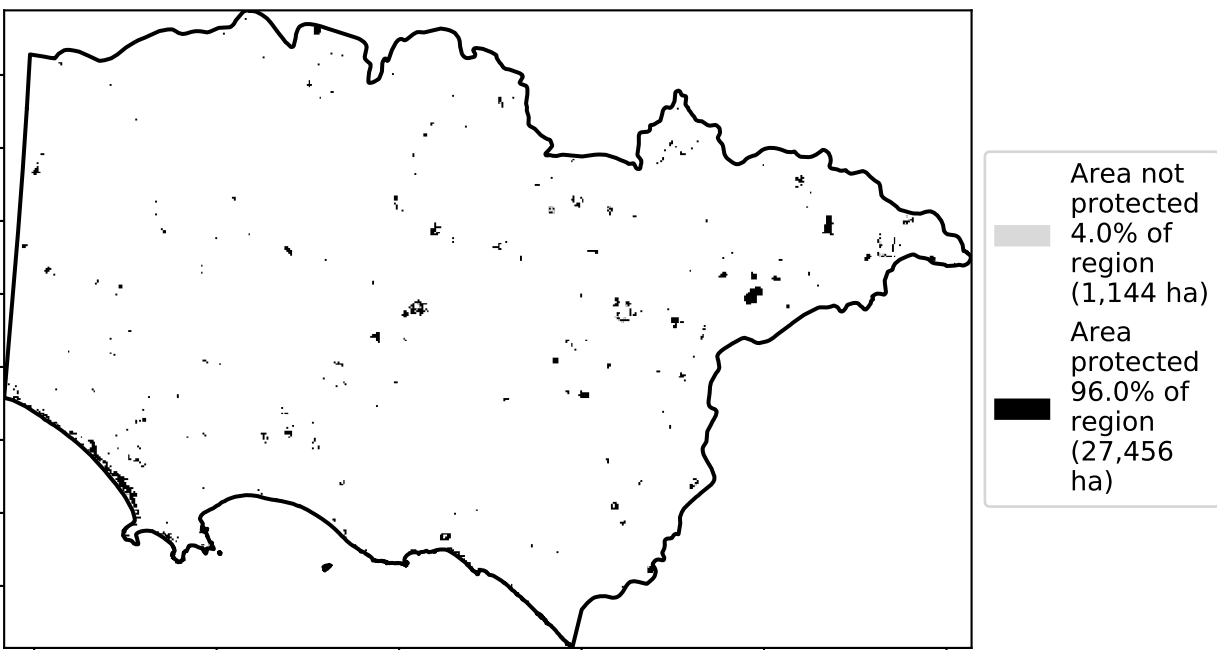 Area not
protected
4.0% of
region
(1,144 ha)
Area
protected
96.0% of
region
(27,456
ha)